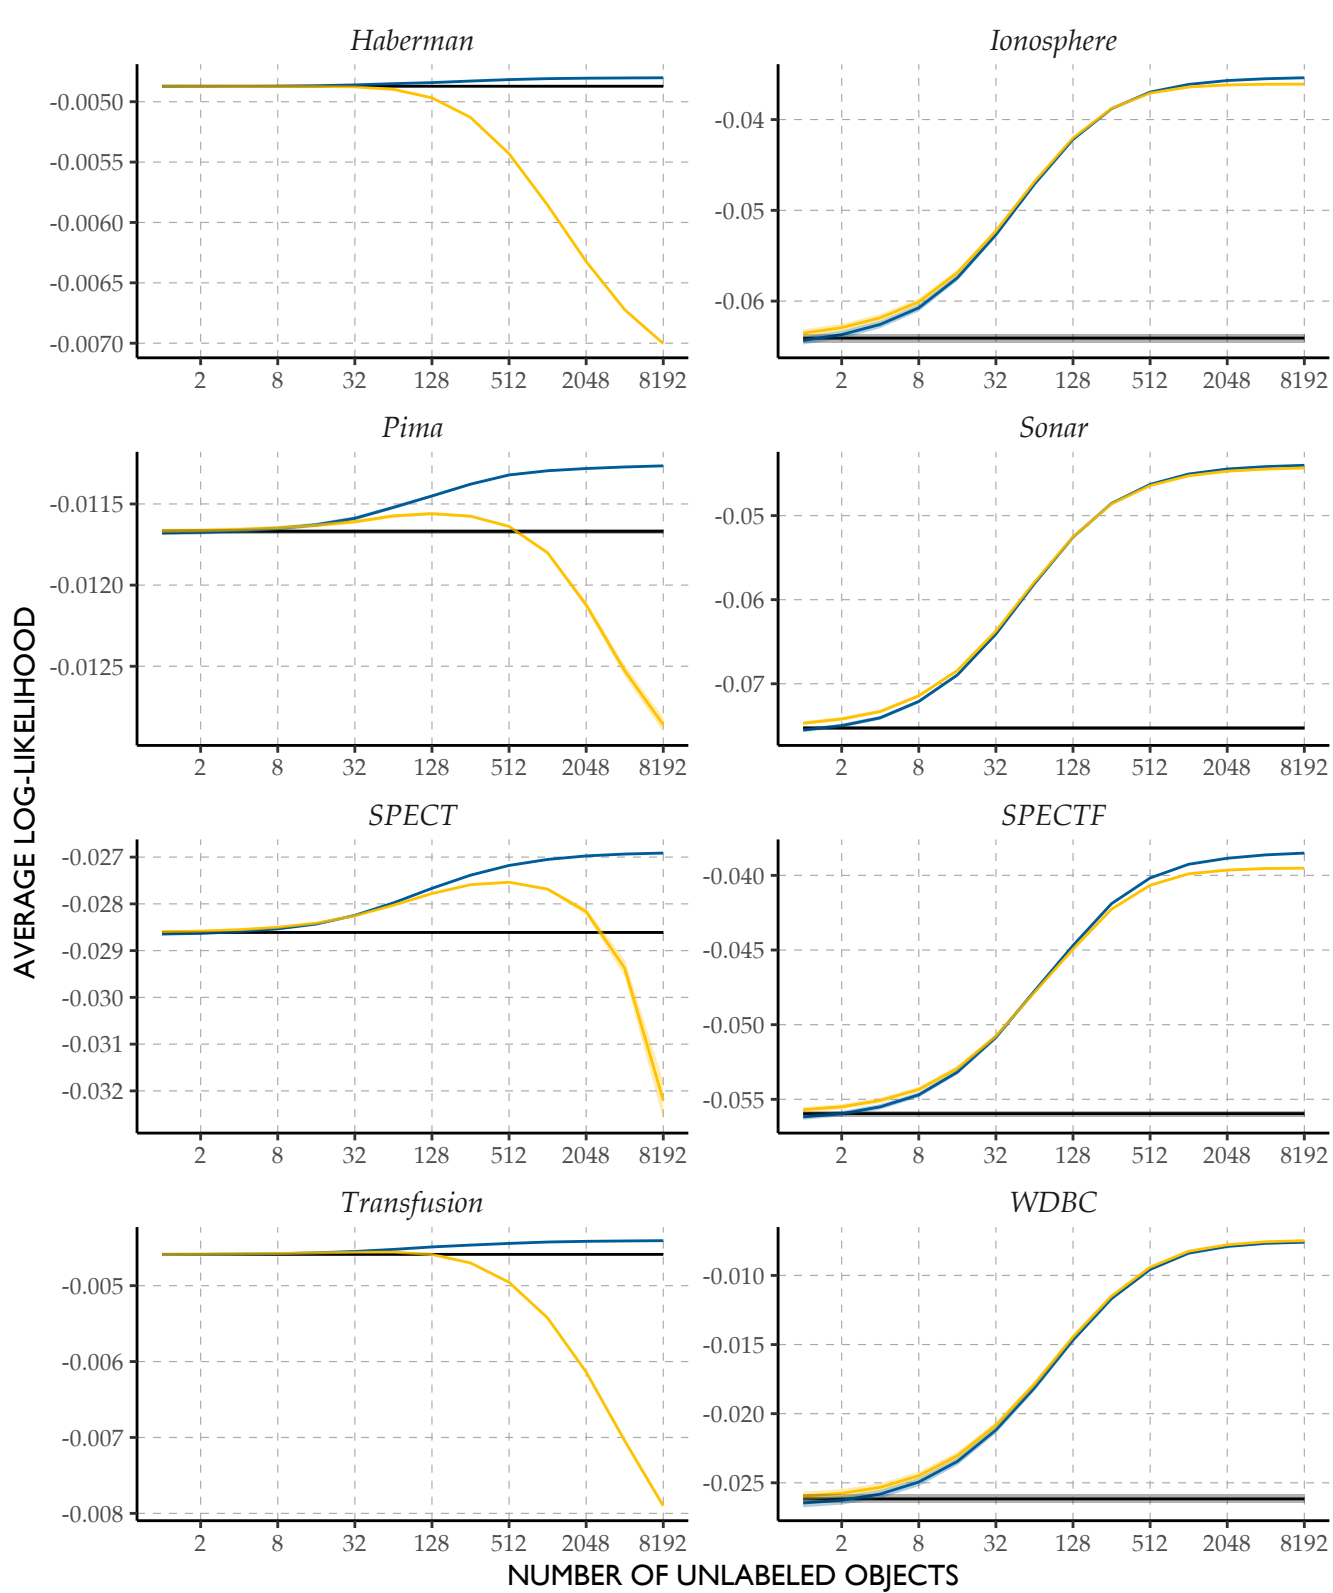 Haberman
-0.0050
-0.0055
-0.0060
-0.0065
-0.0070
2 8 32 128 512 2048 8192
Ionosphere
-0.04
-0.05
-0.06
2 8 32 128 512 2048 8192
Pima
-0.0115
-0.0120
-0.0125
2 8 32 128 512 2048 8192
Sonar
-0.05
-0.06
-0.07
2 8 32 128 512 2048 8192
SPECT
-0.027
-0.028
-0.029
-0.030
-0.031
-0.032
2 8 32 128 512 2048 8192
SPECTF
-0.040
-0.045
-0.050
-0.055
2 8 32 128 512 2048 8192
Transfusion
-0.005
-0.006
-0.007
-0.008
2 8 32 128 512 2048 8192
WDBC
-0.010
-0.015
-0.020
-0.025
2 8 32 128 512 2048 8192
AVERAGE LOG-LIKELIHOOD
NUMBER OF UNLABELED OBJECTS